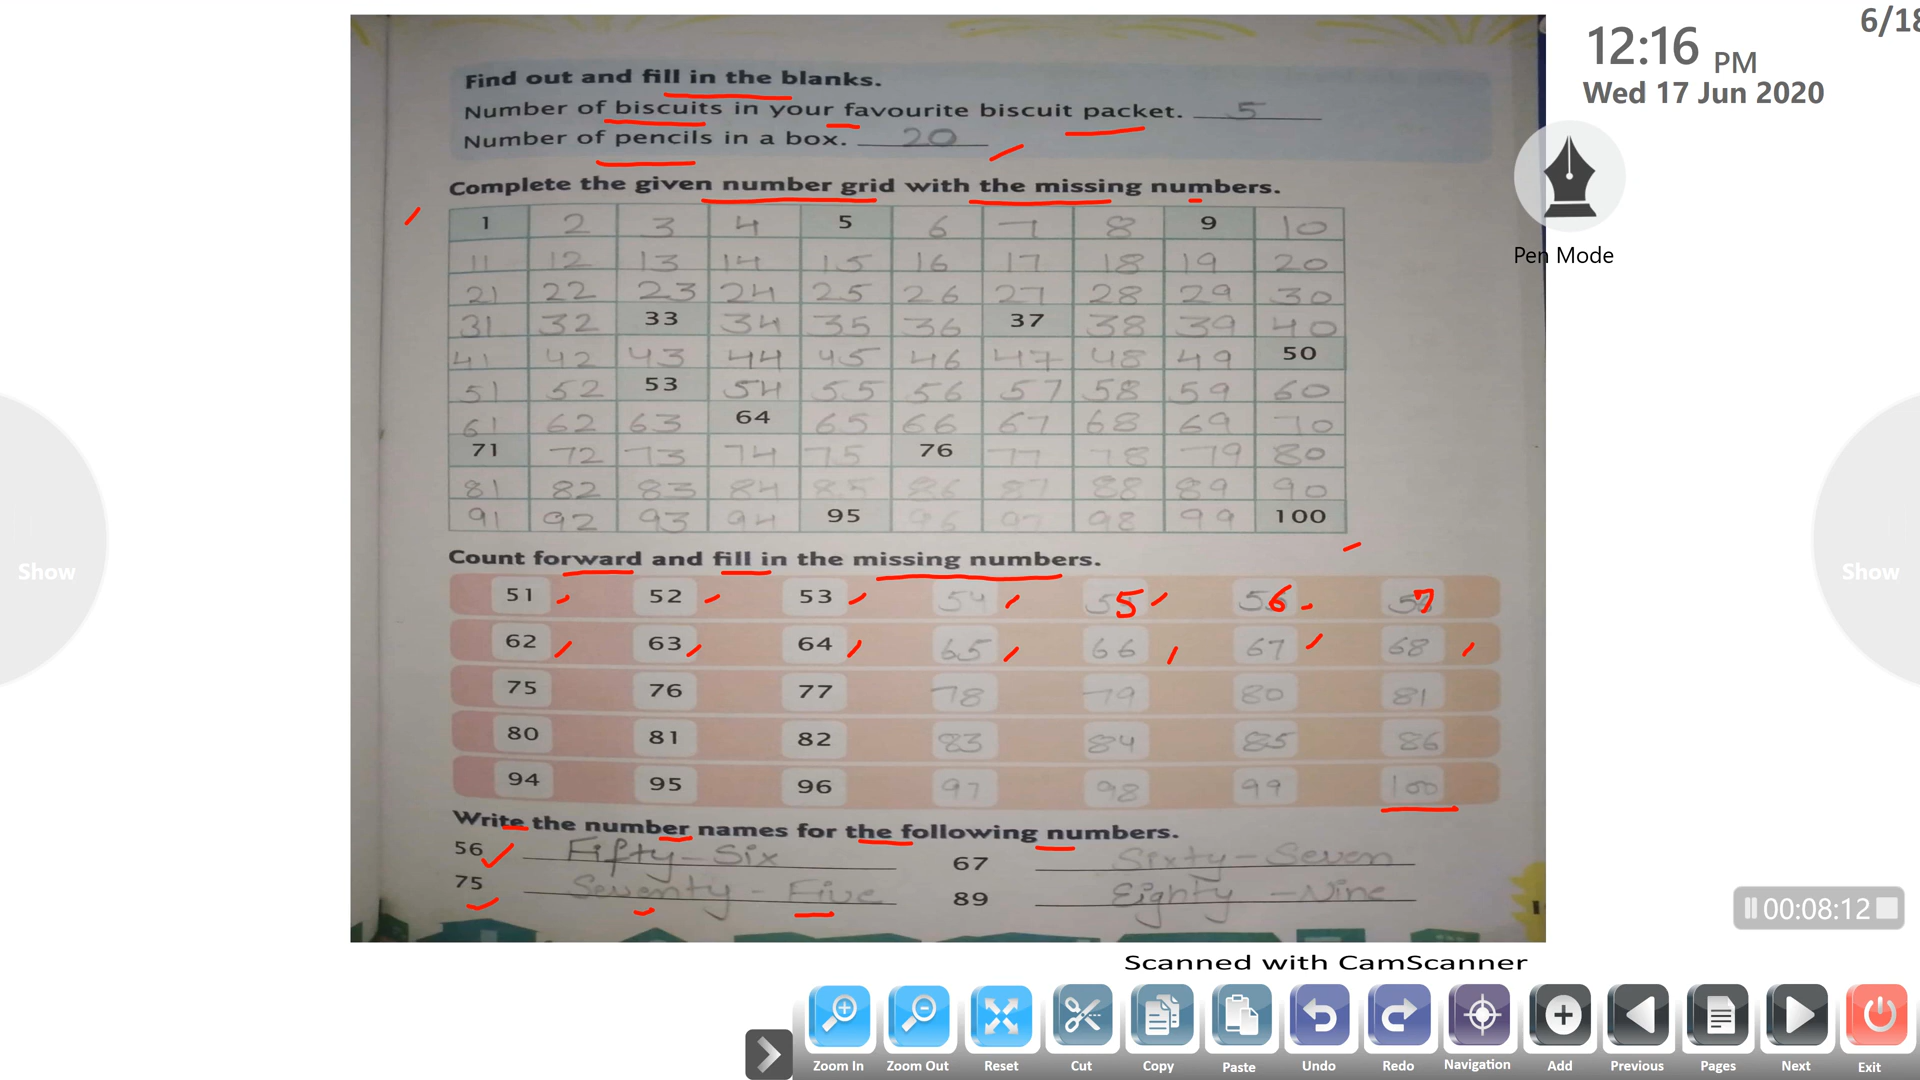 6/18
12:16 PM
Wed 17 Jun 2020
Pen Mode
Find out and fill in the blanks.
Number of biscuits in your favourite biscuit packet. 5
Number of pencils in a box. 20
Complete the given number grid with the missing numbers.
1 2 3 4 5 6 7 8 9 10
11 12 13 14 15 16 17 18 19 20
21 22 23 24 25 26 27 28 29 30
31 32 33 34 35 36 37 38 39 40
41 42 43 44 45 46 47 48 49 50
51 52 53 54 55 56 57 58 59 60
61 62 63 64 65 66 67 68 69 70
71 72 73 74 75 76 77 78 79 80
81 82 83 84 85 86 87 88 89 90
91 92 93 94 95 96 97 98 99 100
Count forward and fill in the missing numbers.
51 52 53 54 55 56 57
62 63 64 65 66 67 68
75 76 77 78 79 80 81
80 81 82 83 84 85 86
94 95 96 97 98 99 100
Write the number names for the following numbers.
56 Fifty-Six 67 Sixty-Seven
75 Seventy-Five 89 Eighty-Nine
Show
Show
00:08:12
Scanned with CamScanner
Zoom In Zoom Out Reset Cut Copy Paste Undo Redo Navigation Add Previous Pages Next Exit